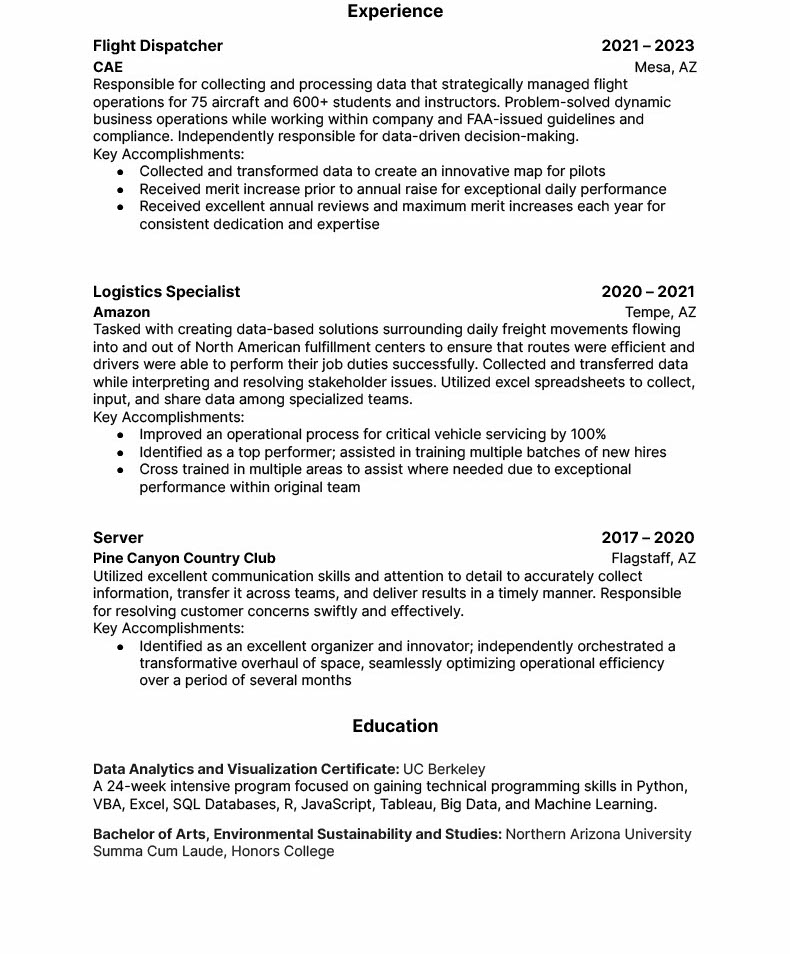 Experience
Flight Dispatcher 2021 – 2023
CAE Mesa, AZ
Responsible for collecting and processing data that strategically managed flight
operations for 75 aircraft and 600+ students and instructors. Problem-solved dynamic
business operations while working within company and FAA-issued guidelines and
compliance. Independently responsible for data-driven decision-making.
Key Accomplishments:
● Collected and transformed data to create an innovative map for pilots
● Received merit increase prior to annual raise for exceptional daily performance
● Received excellent annual reviews and maximum merit increases each year for
consistent dedication and expertise
Logistics Specialist 2020 – 2021
Amazon Tempe, AZ
Tasked with creating data-based solutions surrounding daily freight movements flowing
into and out of North American fulfillment centers to ensure that routes were efficient and
drivers were able to perform their job duties successfully. Collected and transferred data
while interpreting and resolving stakeholder issues. Utilized excel spreadsheets to collect,
input, and share data among specialized teams.
Key Accomplishments:
● Improved an operational process for critical vehicle servicing by 100%
● Identified as a top performer; assisted in training multiple batches of new hires
● Cross trained in multiple areas to assist where needed due to exceptional
performance within original team
Server 2017 – 2020
Pine Canyon Country Club Flagstaff, AZ
Utilized excellent communication skills and attention to detail to accurately collect
information, transfer it across teams, and deliver results in a timely manner. Responsible
for resolving customer concerns swiftly and effectively.
Key Accomplishments:
● Identified as an excellent organizer and innovator; independently orchestrated a
transformative overhaul of space, seamlessly optimizing operational efficiency
over a period of several months
Education
Data Analytics and Visualization Certificate: UC Berkeley
A 24-week intensive program focused on gaining technical programming skills in Python,
VBA, Excel, SQL Databases, R, JavaScript, Tableau, Big Data, and Machine Learning.
Bachelor of Arts, Environmental Sustainability and Studies: Northern Arizona University
Summa Cum Laude, Honors College